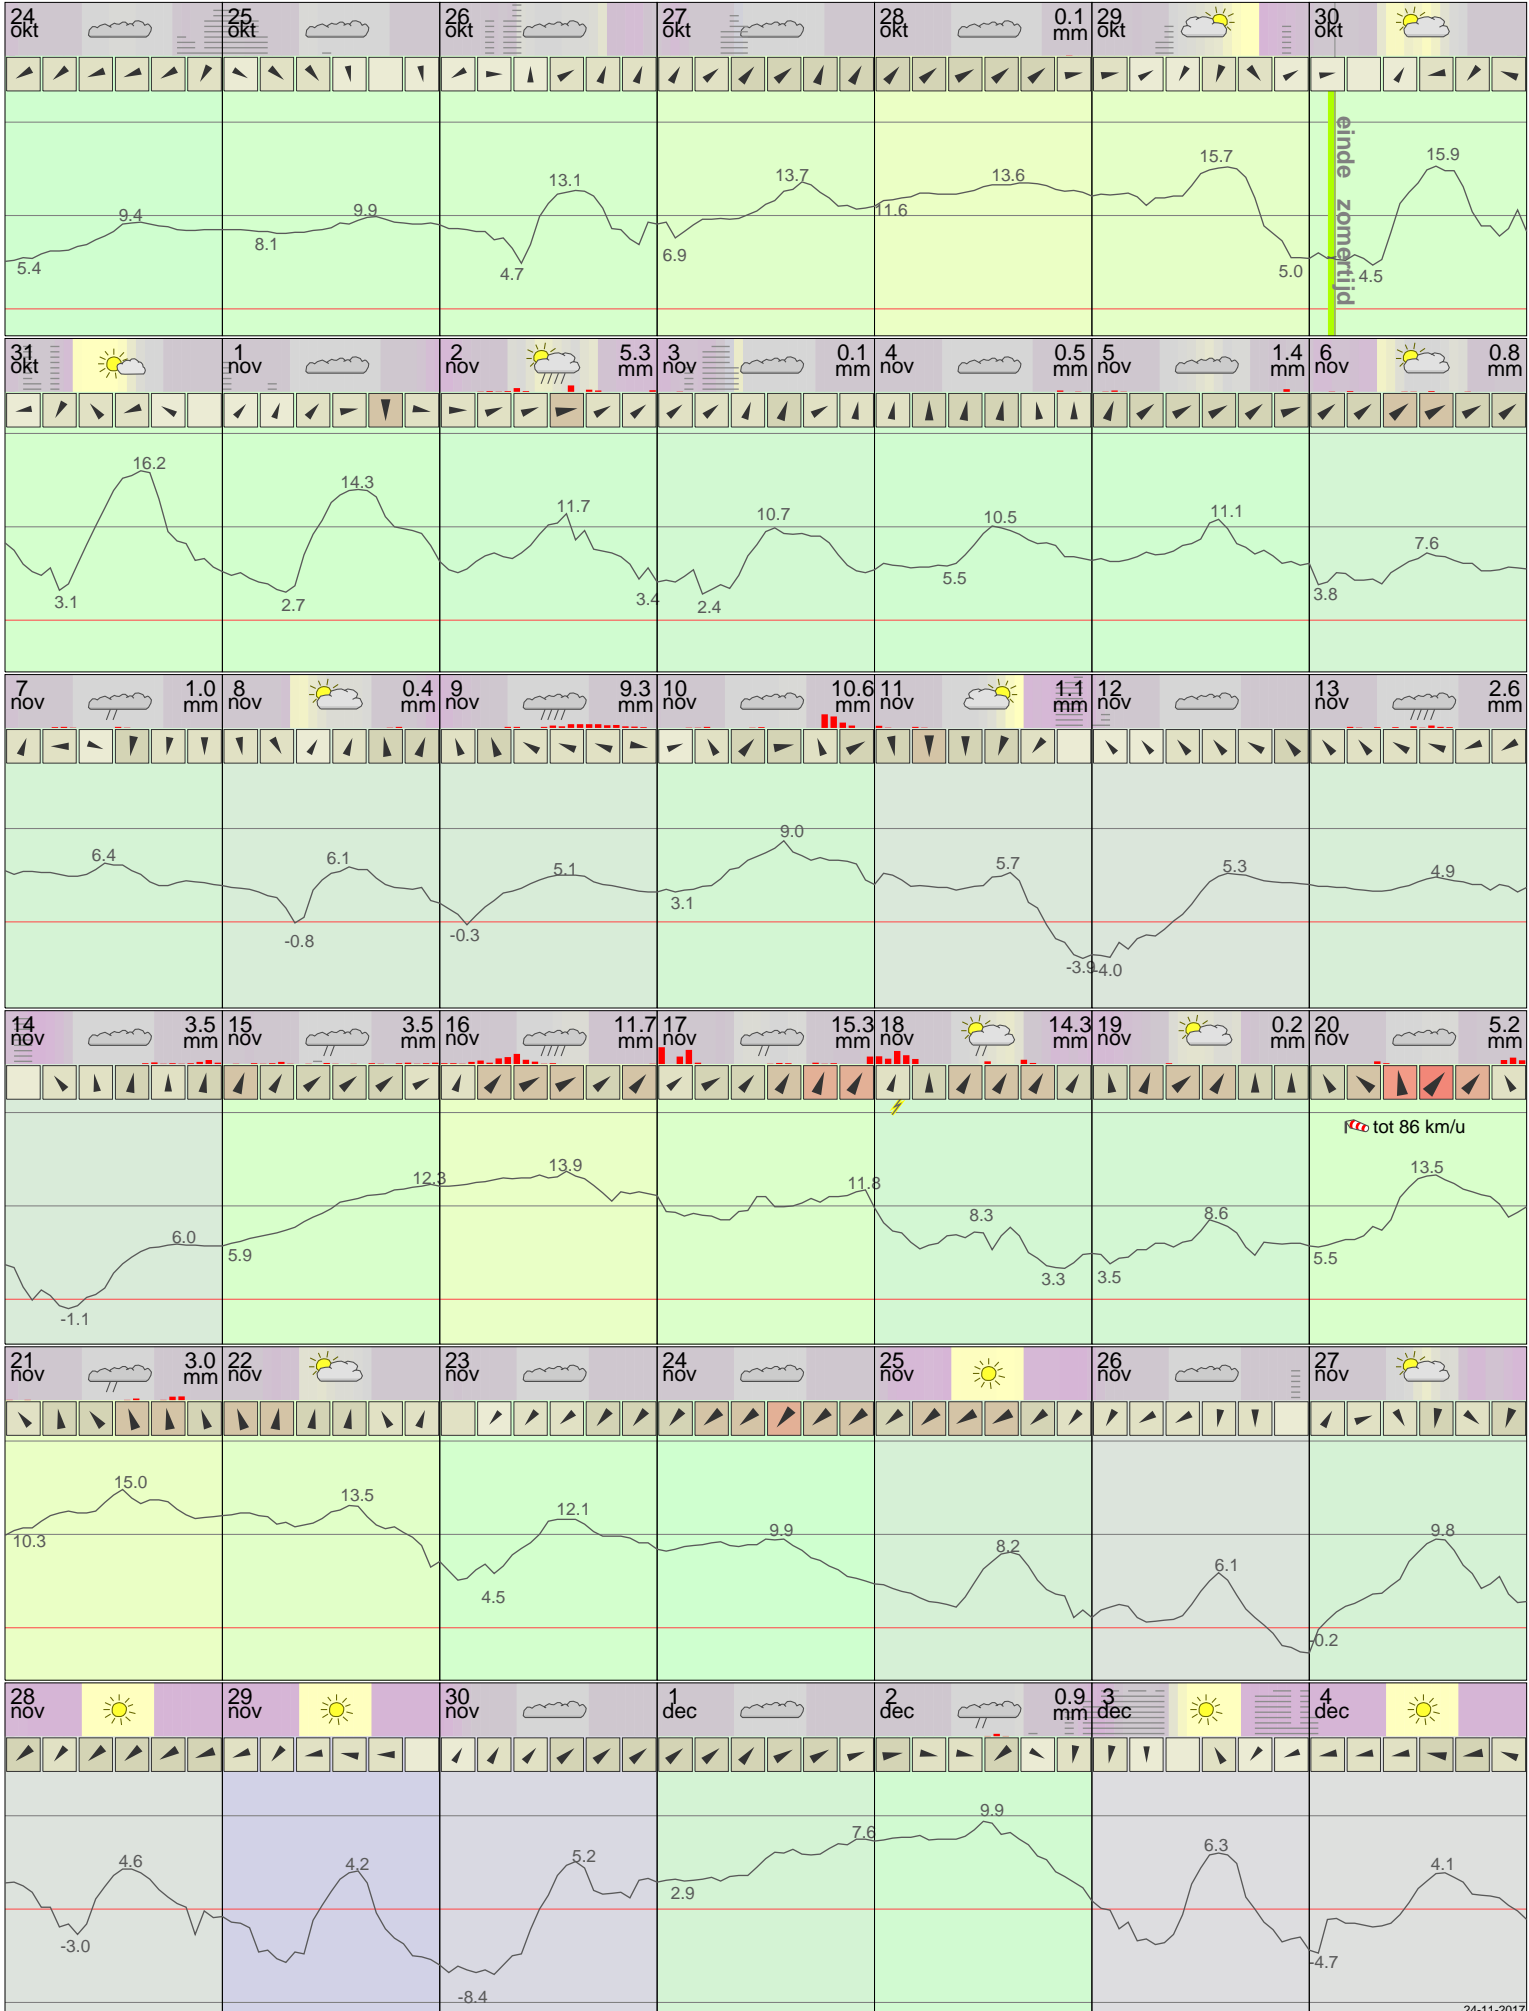 24 okt
25 okt
26 okt
27 okt
28 okt 0.1 mm
29 okt
30 okt
5.4 9.4 8.1 9.9 4.7 13.1 6.9 13.7 11.6 13.6 15.7 5.0 4.5 15.9
einde zomertijd
31 okt
1 nov
2 nov 5.3 mm
3 nov 0.1 mm
4 nov 0.5 mm
5 nov 1.4 mm
6 nov 0.8 mm
3.1 16.2 2.7 14.3 11.7 3.4 2.4 10.7 5.5 10.5 11.1 3.8 7.6
7 nov 1.0 mm
8 nov 0.4 mm
9 nov 9.3 mm
10 nov 10.6 mm
11 nov 1.1 mm
12 nov
13 nov 2.6 mm
6.4 -0.8 6.1 -0.3 5.1 3.1 9.0 5.7 -3.9 -4.0 5.3 4.9
14 nov 3.5 mm
15 nov 3.5 mm
16 nov 11.7 mm
17 nov 15.3 mm
18 nov 14.3 mm
19 nov 0.2 mm
20 nov 5.2 mm
tot 86 km/u
-1.1 6.0 5.9 12.3 13.9 11.8 8.3 3.3 3.5 8.6 5.5 13.5
21 nov 3.0 mm
22 nov
23 nov
24 nov
25 nov
26 nov
27 nov
10.3 15.0 13.5 4.5 12.1 9.9 8.2 6.1 -0.2 9.8
28 nov
29 nov
30 nov
1 dec
2 dec 0.9 mm
3 dec
4 dec
-3.0 4.6 4.2 -8.4 5.2 2.9 7.6 9.9 6.3 -4.7 4.1
24-11-2017